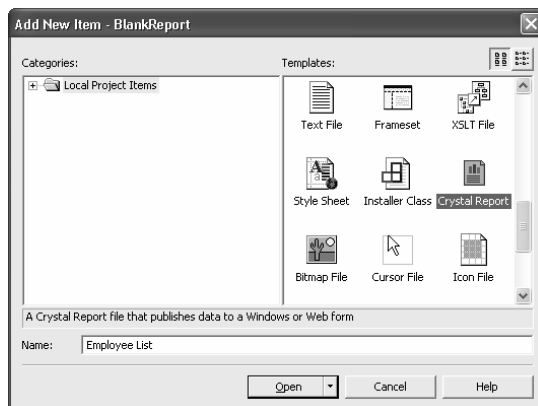 Add New Item - BlankReport
Categories:
Templates:
Local Project Items
Text File
Frameset
XSLT File
Style Sheet
Installer Class
Crystal Report
Bitmap File
Cursor File
Icon File
A Crystal Report file that publishes data to a Windows or Web form
Name:
Employee List
Open
Cancel
Help